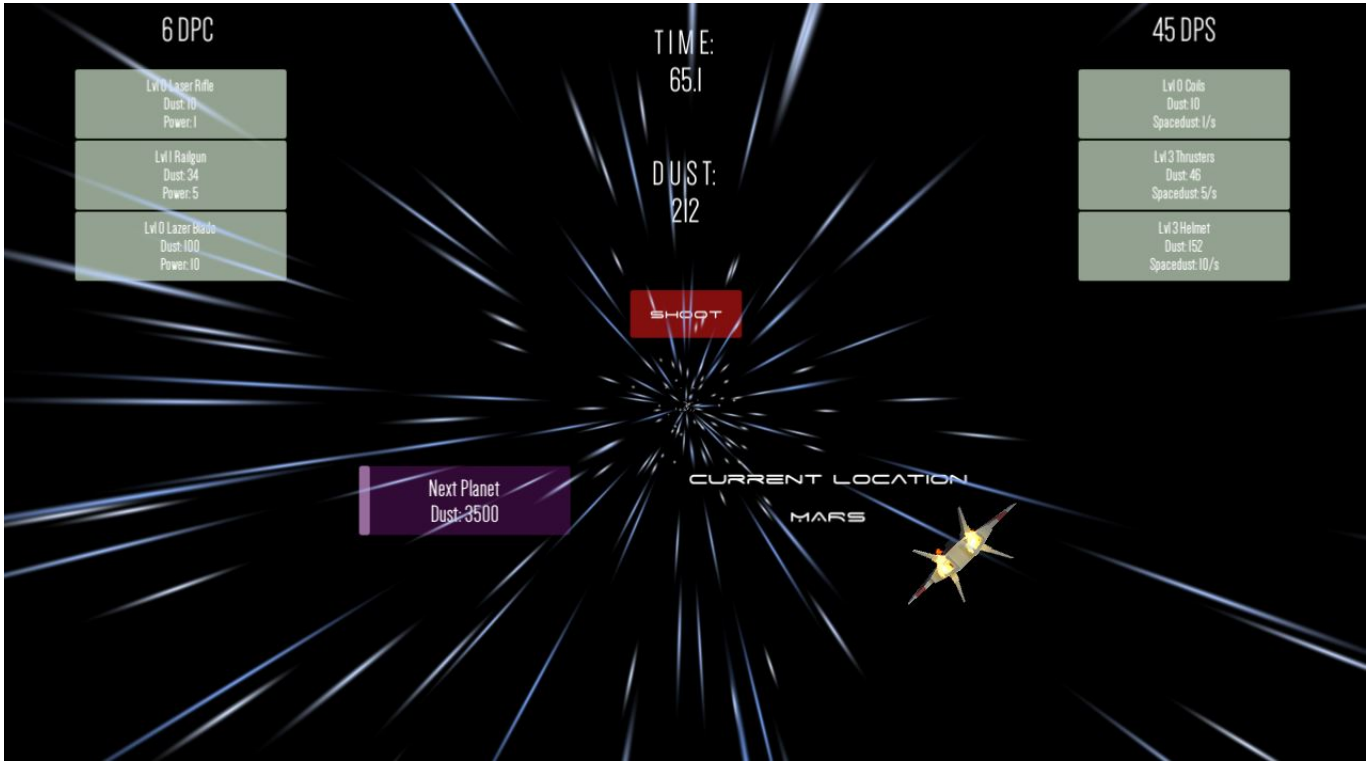 6 DPC
Lvl 0 Laser Rifle
Dust: 10
Power: 1
Lvl 1 Railgun
Dust: 34
Power: 5
Lvl 0 Lazer Blade
Dust: 100
Power: 10
TIME:
65.1
DUST:
212
SHOOT
45 DPS
Lvl 0 Coils
Dust: 10
Spacedust: 1/s
Lvl 3 Thrusters
Dust: 46
Spacedust: 5/s
Lvl 3 Helmet
Dust: 152
Spacedust: 10/s
Next Planet
Dust: 3500
CURRENT LOCATION
MARS